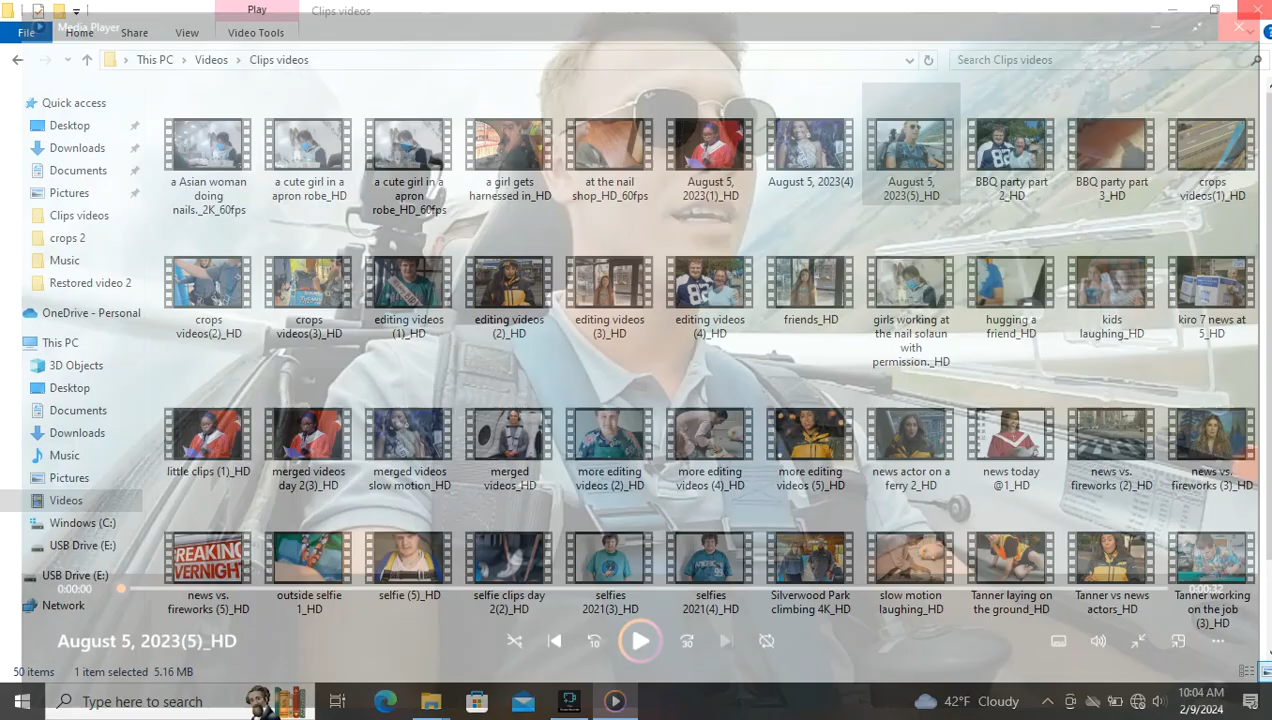 Play
Clips videos
Media Player
File
Home
Share
View
Video Tools
This PC
Videos
Clips videos
Search Clips videos
Quick access
Desktop
Downloads
Documents
Pictures
Clips videos
crops 2
Music
Restored video 2
OneDrive - Personal
This PC
3D Objects
Desktop
Documents
Downloads
Music
Pictures
Videos
Windows (C:)
USB Drive (E:)
USB Drive (E:)
Network
a Asian woman
doing
nails._2K_60fps
a cute girl in a
apron robe_HD
a cute girl in a
apron
robe_HD_60fps
a girl gets
harnessed in_HD
at the nail
shop_HD_60fps
August 5,
2023(1)_HD
August 5, 2023(4)
August 5,
2023(5)_HD
BBQ party part
2_HD
BBQ party part
3_HD
crops
videos(1)_HD
crops
videos(2)_HD
crops
videos(3)_HD
editing videos
(1)_HD
editing videos
(2)_HD
editing videos
(3)_HD
editing videos
(4)_HD
friends_HD
girls working at
the nail solaun
with
permission._HD
hugging a
friend_HD
kids
laughing_HD
kiro 7 news at
5_HD
little clips (1)_HD
merged videos
day 2(3)_HD
merged videos
slow motion_HD
merged
videos_HD
more editing
videos (2)_HD
more editing
videos (4)_HD
more editing
videos (5)_HD
news actor on a
ferry 2_HD
news today
@1_HD
news vs.
fireworks (2)_HD
news vs.
fireworks (3)_HD
BREAKING
OVERNIGHT
news vs.
fireworks (5)_HD
outside selfie
1_HD
selfie (5)_HD
selfie clips day
2(2)_HD
selfies
2021(3)_HD
selfies
2021(4)_HD
Silverwood Park
climbing 4K_HD
slow motion
laughing_HD
Tanner laying on
the ground_HD
Tanner vs news
actors_HD
Tanner working
on the job
(3)_HD
0:00:00
0:00:32
August 5, 2023(5)_HD
10
30
50 items
1 item selected 5.16 MB
Type here to search
42°F Cloudy
10:04 AM
2/9/2024